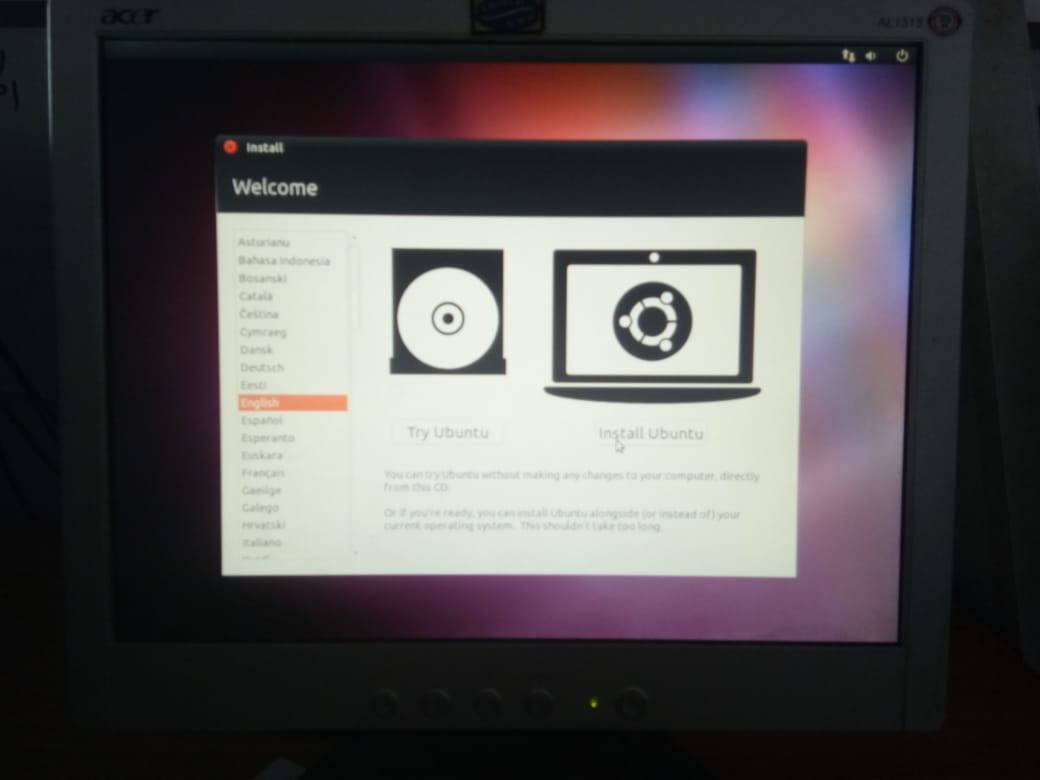 acer
AL1515
Install
Welcome
Asturianu
Bahasa Indonesia
Bosanski
Català
Čeština
Cymraeg
Dansk
Deutsch
Eesti
English
Español
Esperanto
Euskara
Français
Gaeilge
Galego
Hrvatski
Italiano
Try Ubuntu
Install Ubuntu
You can try Ubuntu without making any changes to your computer, directly
from this CD.
Or if you're ready, you can install Ubuntu alongside (or instead of) your
current operating system. This shouldn't take too long.